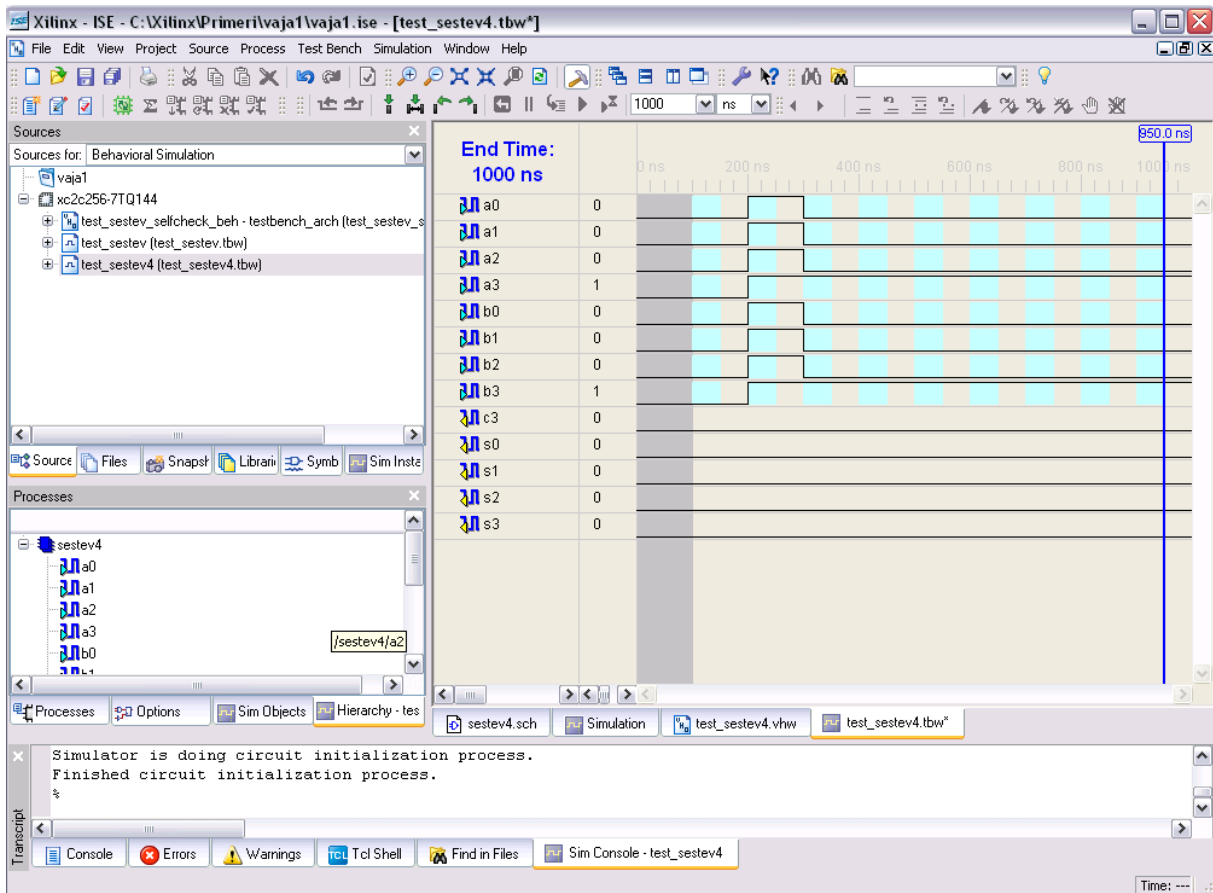 Xilinx - ISE - C:\Xilinx\Primeri\vaja1\vaja1.ise - [test_sestev4.tbw*]
File Edit View Project Source Process Test Bench Simulation Window Help
1000 ns
Sources
Sources for: Behavioral Simulation
vaja1
xc2c256-7TQ144
test_sestev_selfcheck_beh - testbench_arch (test_sestev_s
test_sestev (test_sestev.tbw)
test_sestev4 (test_sestev4.tbw)
Source Files Snapsh Librari Symb Sim Insta
Processes
sestev4
a0
a1
a2
a3
b0
/sestev4/a2
Processes Options Sim Objects Hierarchy - tes
950.0 ns
End Time:
1000 ns
0 ns 200 ns 400 ns 600 ns 800 ns 1000 ns
a0 0
a1 0
a2 0
a3 1
b0 0
b1 0
b2 0
b3 1
c3 0
s0 0
s1 0
s2 0
s3 0
sestev4.sch Simulation test_sestev4.vhw test_sestev4.tbw*
Transcript
Simulator is doing circuit initialization process.
Finished circuit initialization process.
%
Console Errors Warnings TCL Tcl Shell Find in Files Sim Console - test_sestev4
Time: ---